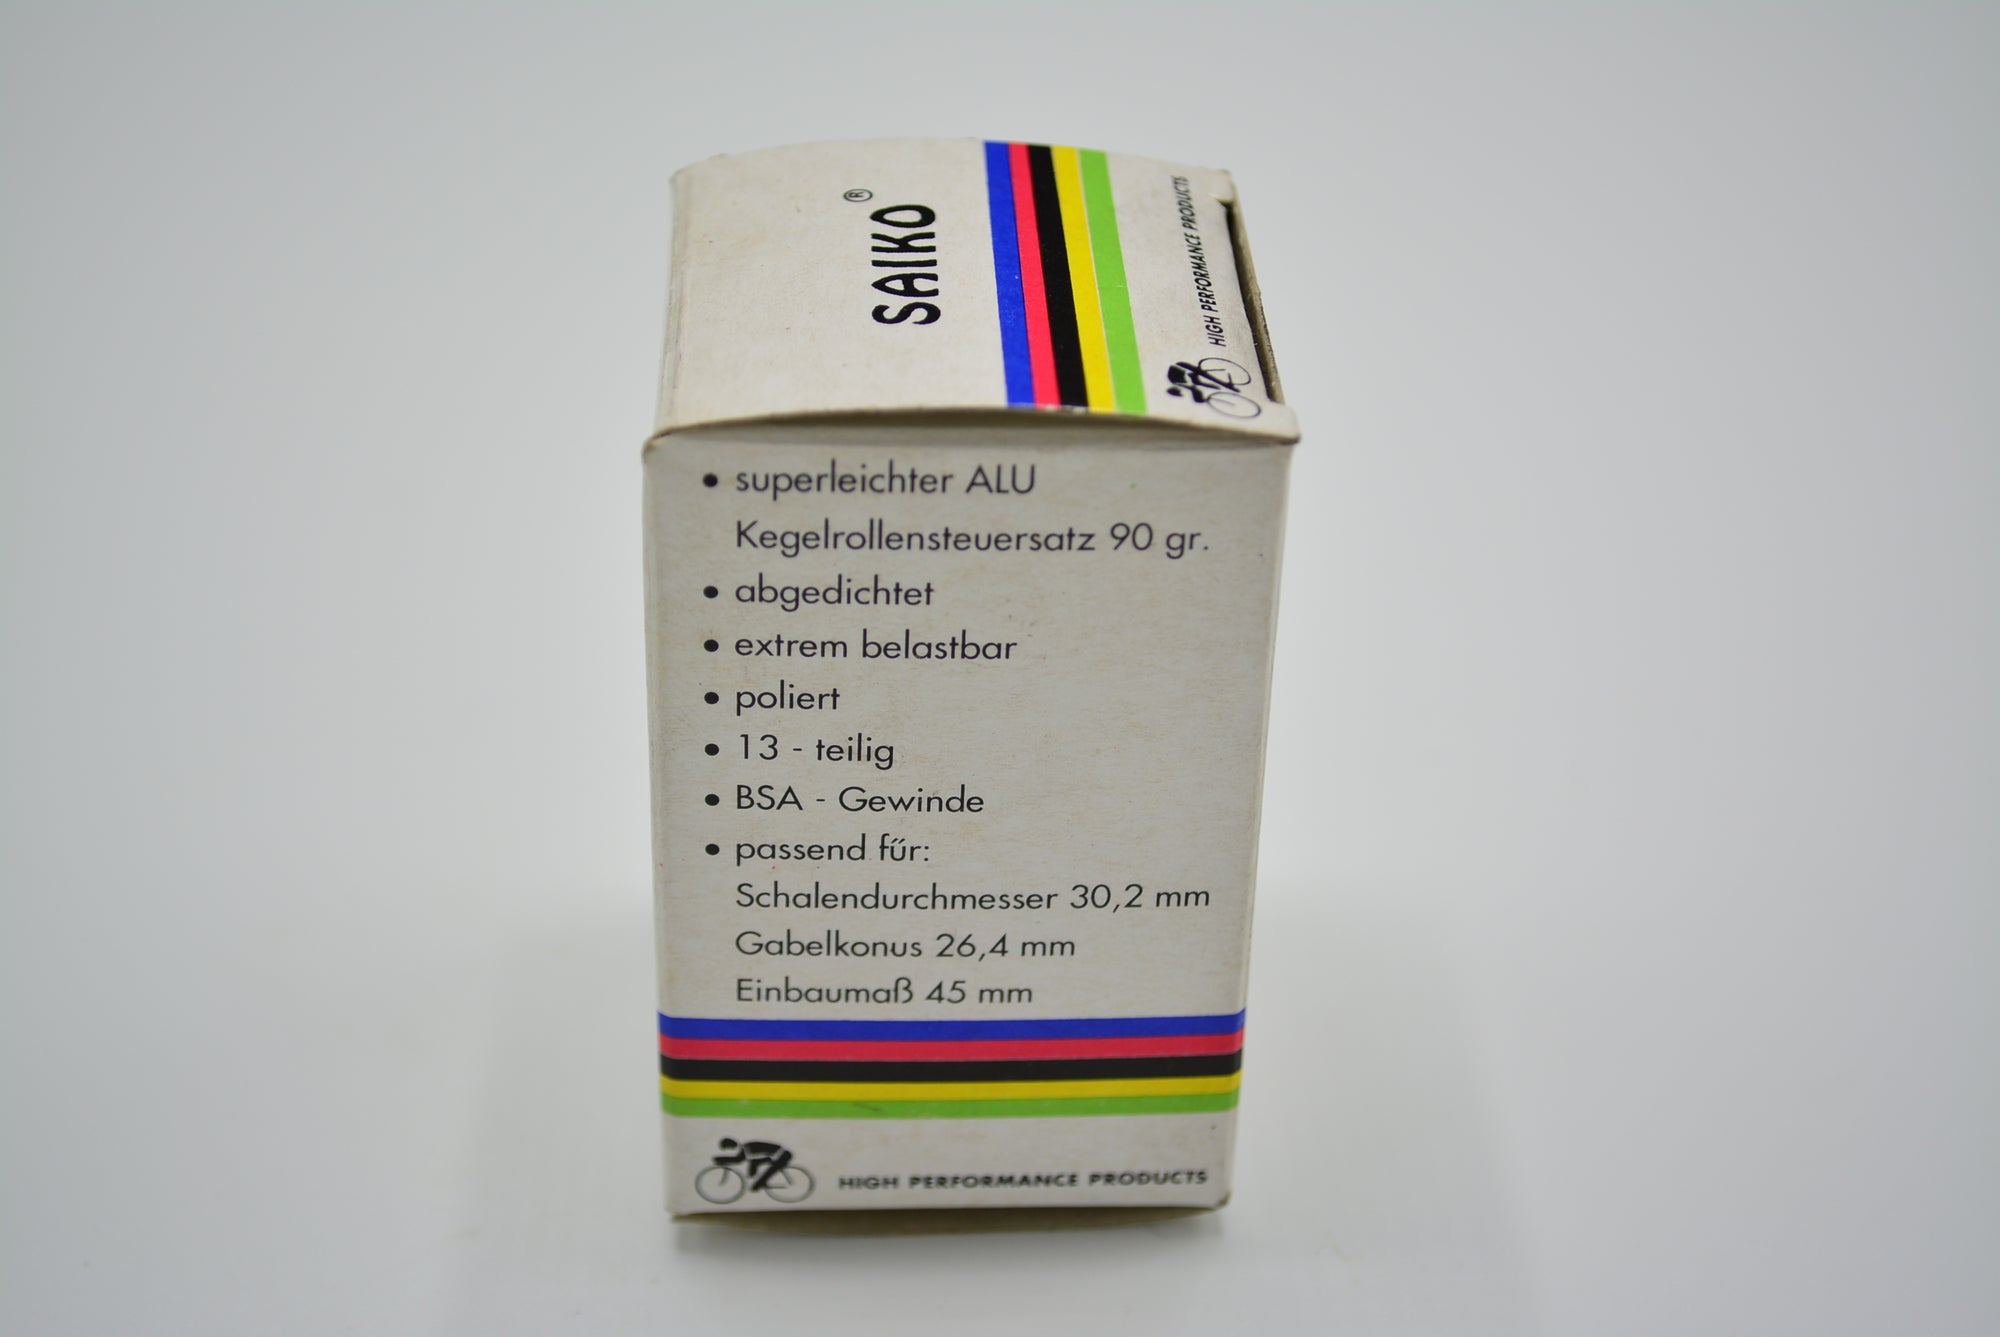 SAIKO ®
HIGH PERFORMANCE PRODUCTS
• superleichter ALU
Kegelrollensteuersatz 90 gr.
• abgedichtet
• extrem belastbar
• poliert
• 13 - teilig
• BSA - Gewinde
• passend für:
Schalendurchmesser 30,2 mm
Gabelkonus 26,4 mm
Einbaumaß 45 mm
HIGH PERFORMANCE PRODUCTS